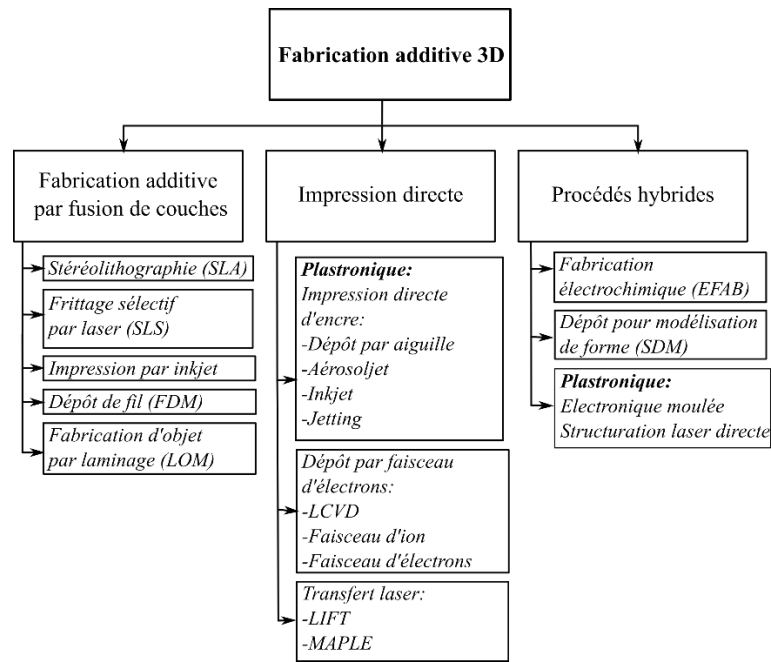 Fabrication additive 3D
Fabrication additive
par fusion de couches
Stéréolithographie (SLA)
Frittage sélectif
par laser (SLS)
Impression par inkjet
Dépôt de fil (FDM)
Fabrication d'objet
par laminage (LOM)
Impression directe
Plastronique:
Impression directe
d'encre:
-Dépôt par aiguille
-Aérosoljet
-Inkjet
-Jetting
Dépôt par faisceau
d'électrons:
-LCVD
-Faisceau d'ion
-Faisceau d'électrons
Transfert laser:
-LIFT
-MAPLE
Procédés hybrides
Fabrication
électrochimique (EFAB)
Dépôt pour modélisation
de forme (SDM)
Plastronique:
Electronique moulée
Structuration laser directe